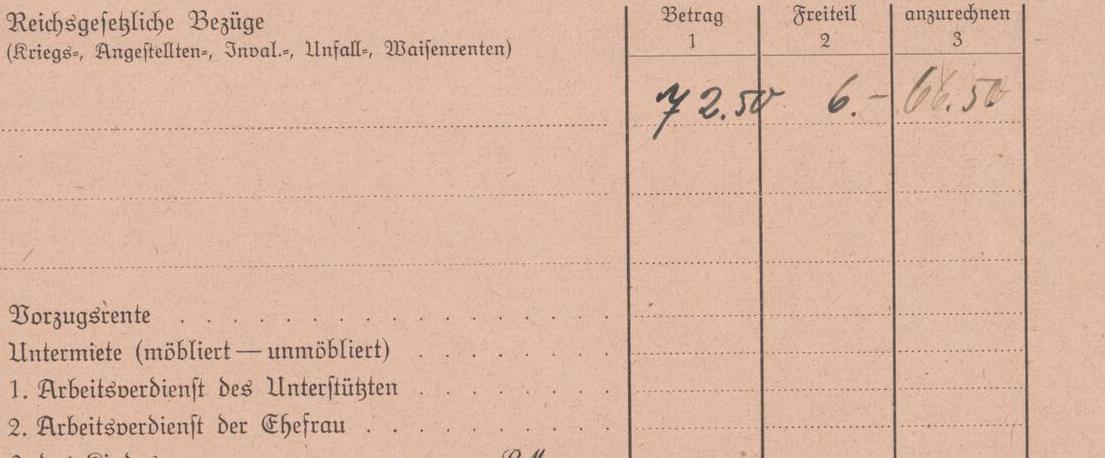 Reichsgesetzliche Bezüge
(Kriegs-, Angestellten-, Inval.-, Unfall-, Waisenrenten)
Betrag Freiteil anzurechnen
1 2 3
72.50 6.- 66.50
Vorzugsrente . . . . . . . . . . . . . . . .
Untermiete (möbliert — unmöbliert) . . . . . . .
1. Arbeitsverdienst des Unterstützten . . . . . . .
2. Arbeitsverdienst der Ehefrau . . . . . . . . .